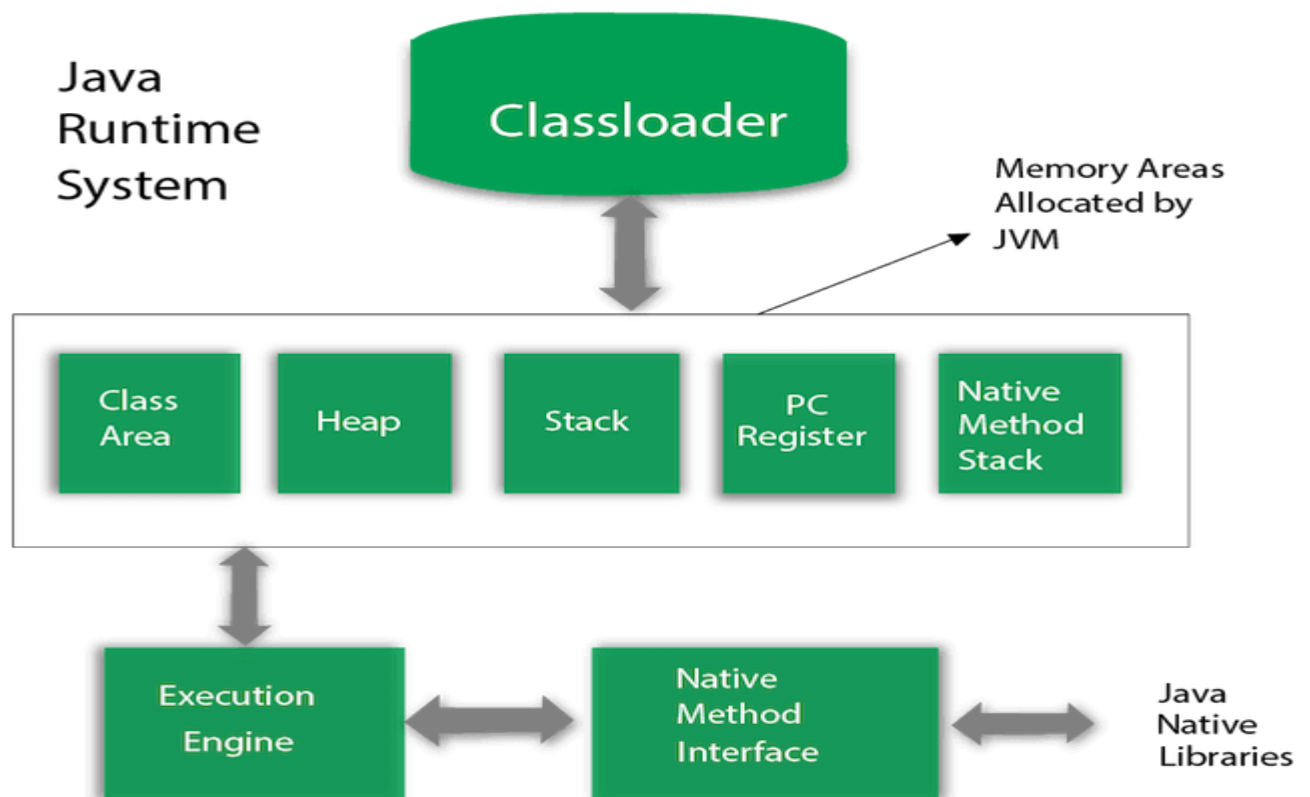 Java
Runtime
System
Classloader
Memory Areas
Allocated by
JVM
Class
Area
Heap
Stack
PC
Register
Native
Method
Stack
Execution
Engine
Native
Method
Interface
Java
Native
Libraries